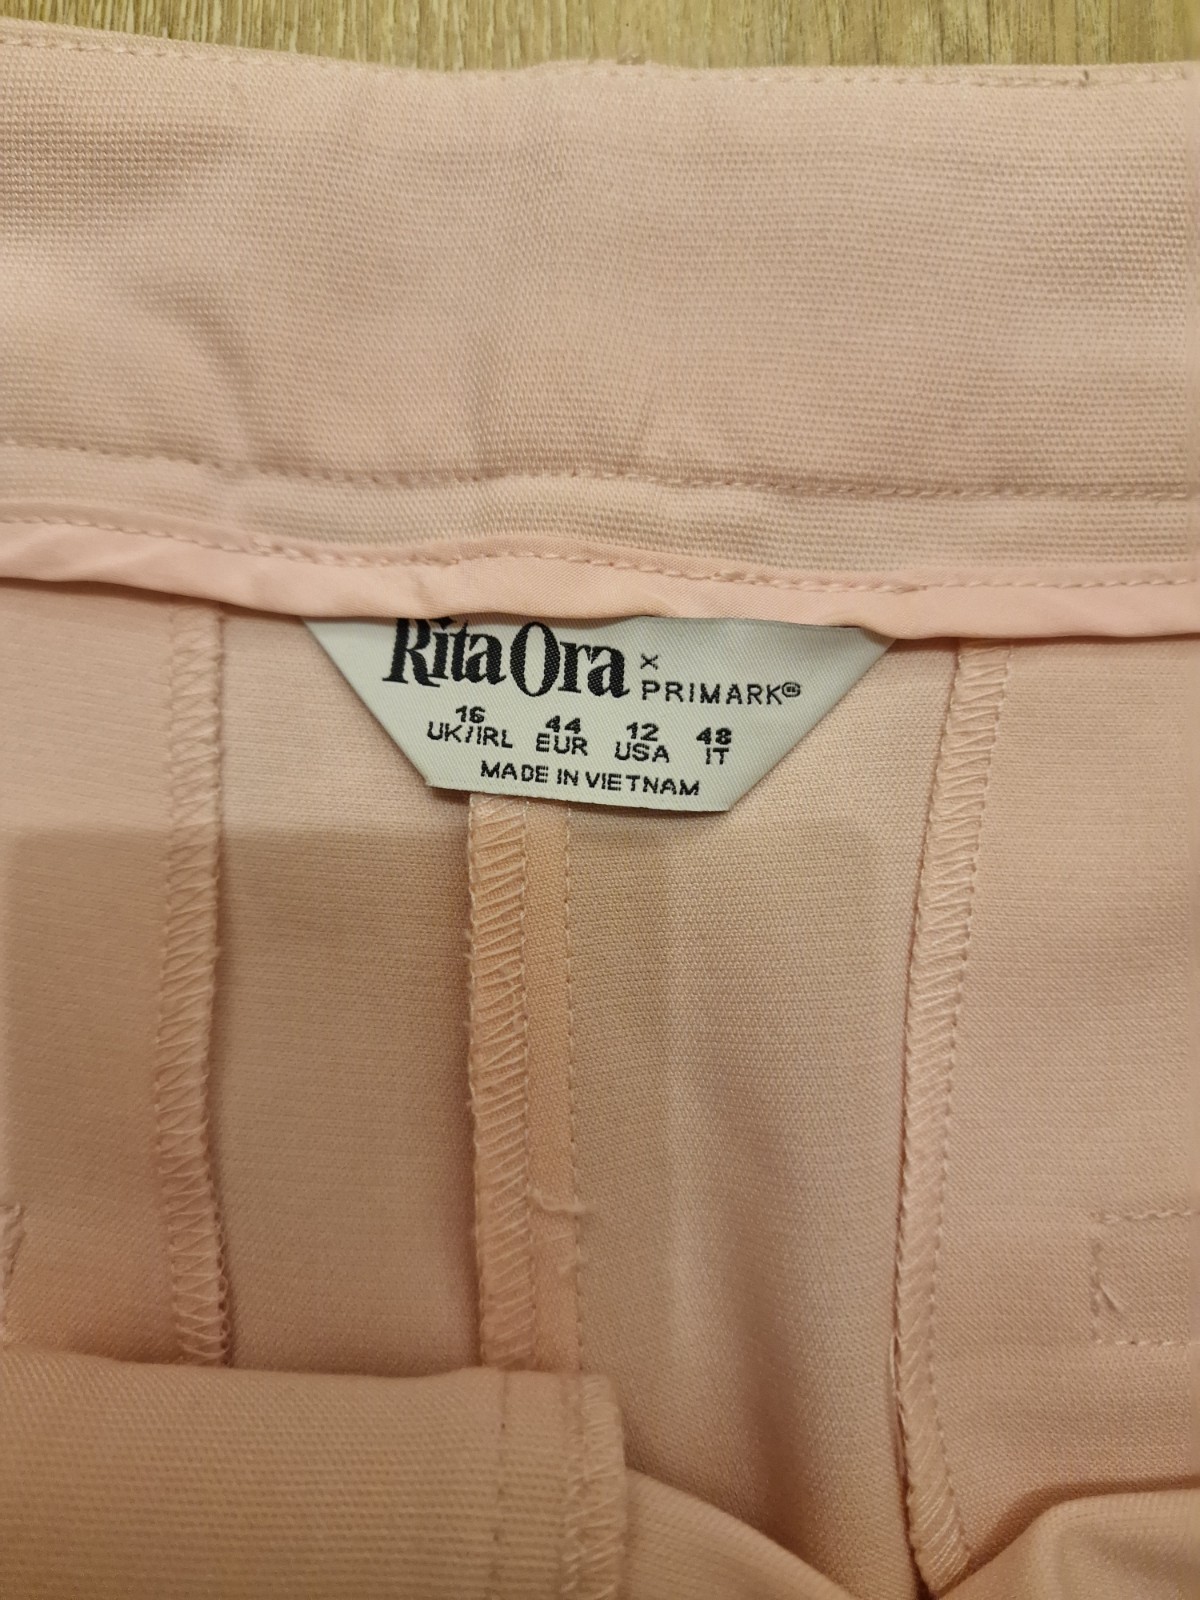 Rita Ora × PRIMARK®
16 44 12 48
UK/IRL EUR USA IT
MADE IN VIETNAM